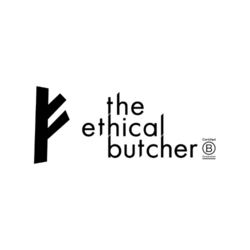 the
ethical
butcher
Certified
B